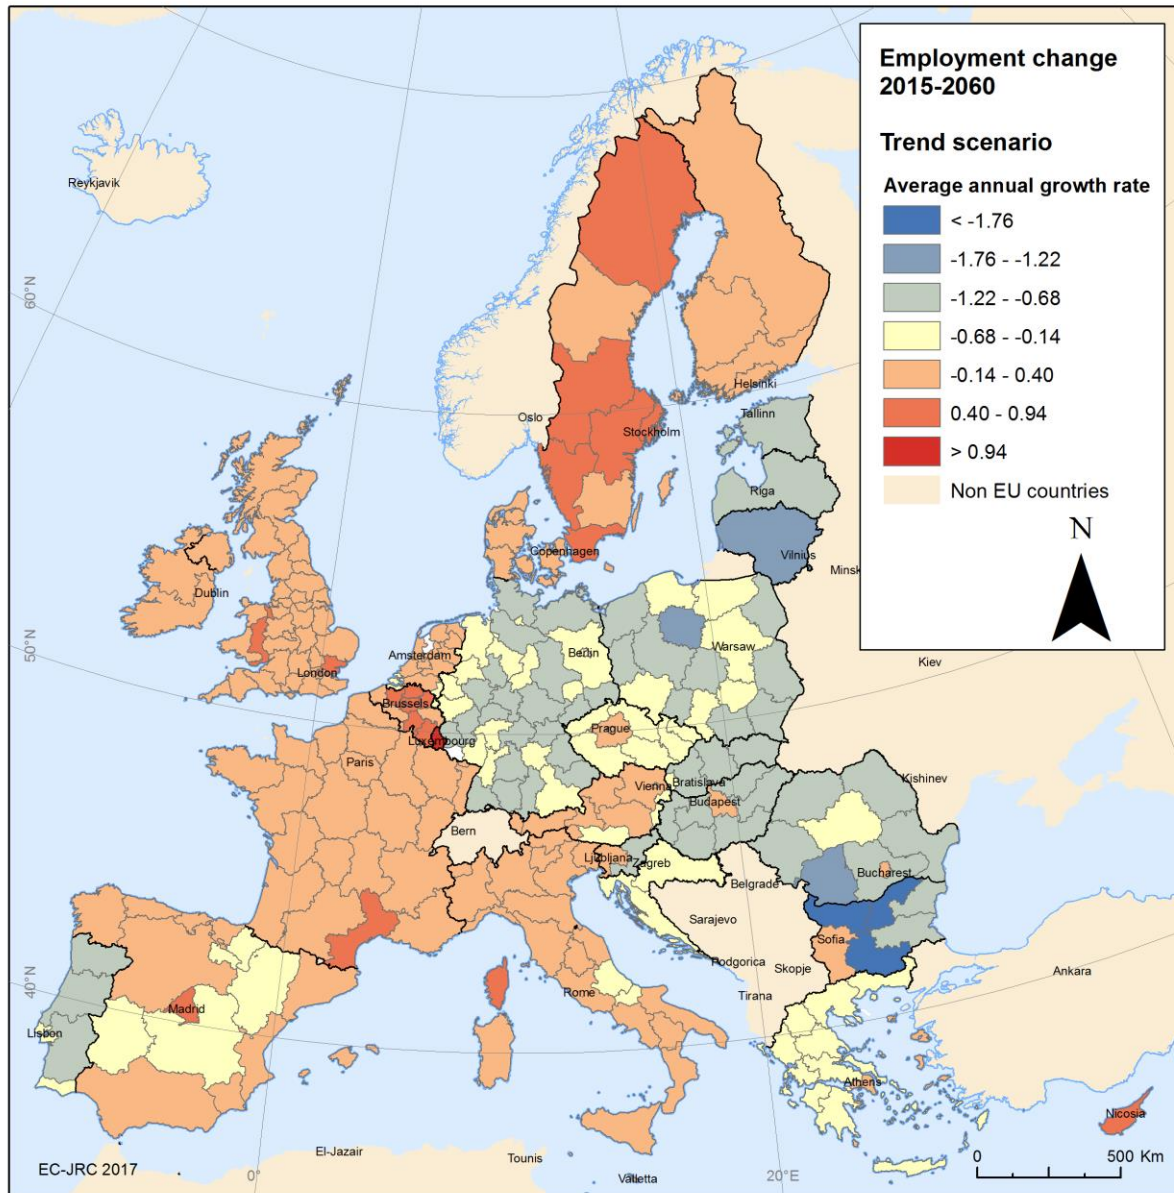 Employment change
2015-2060
Trend scenario
Average annual growth rate
< -1.76
-1.76 - -1.22
-1.22 - -0.68
-0.68 - -0.14
-0.14 - 0.40
0.40 - 0.94
> 0.94
Non EU countries
N
Reykjavik
60°N
Helsinki
Oslo
Tallinn
Stockholm
Riga
Copenhagen
Vilnius
Minsk
Dublin
50°N
Amsterdam
Berlin
Warsaw
Kiev
London
Brussels
Prague
Luxembourg
Paris
Kishinev
Vienna
Bratislava
Budapest
Bern
Ljubljana
Zagreb
Bucharest
Belgrade
Sarajevo
Sofia
40°N
Podgorica
Skopje
Ankara
Rome
Tirana
Madrid
Lisbon
Athens
Nicosia
El-Jazair
Tounis
EC-JRC 2017
0°
Valletta
20°E
0
500 Km